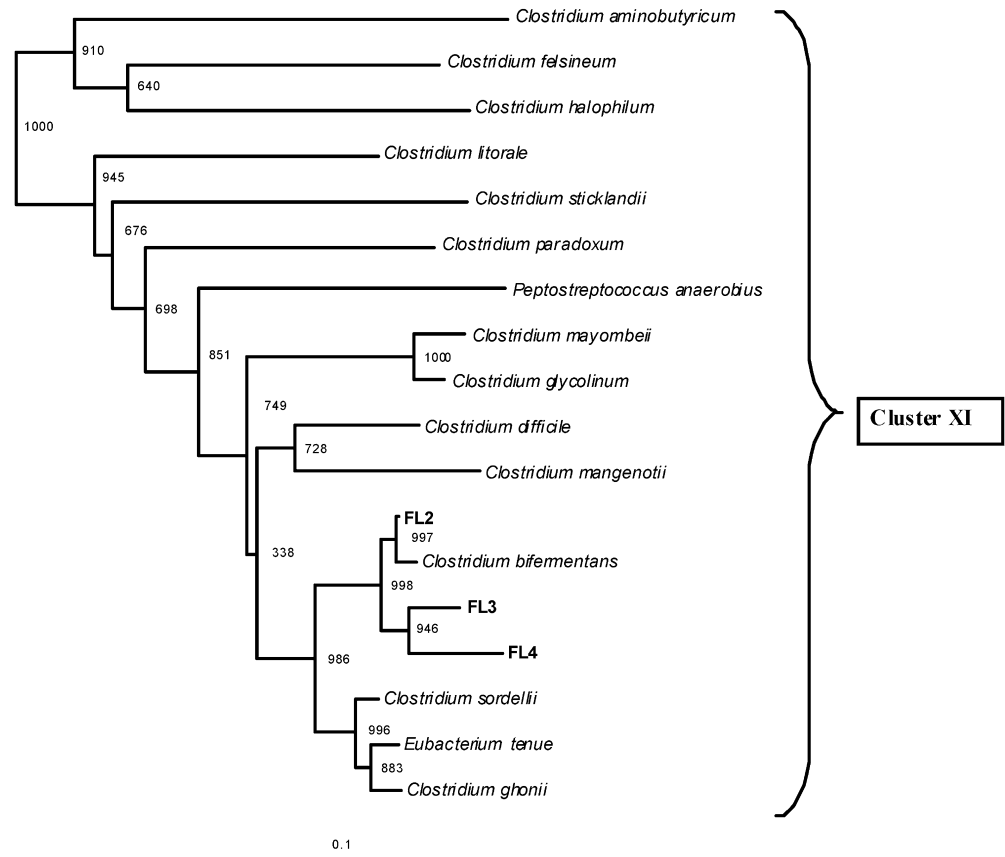 Clostridium aminobutyricum
910
Clostridium felsineum
640
Clostridium halophilum
1000
Clostridium litorale
945
Clostridium sticklandii
676
Clostridium paradoxum
Peptostreptococcus anaerobius
698
Clostridium mayombeii
851
1000
Clostridium glycolinum
749
Cluster XI
Clostridium difficile
728
Clostridium mangenotii
FL2
997
338
Clostridium bifermentans
998
FL3
946
FL4
986
Clostridium sordellii
996
Eubacterium tenue
883
Clostridium ghonii
0.1